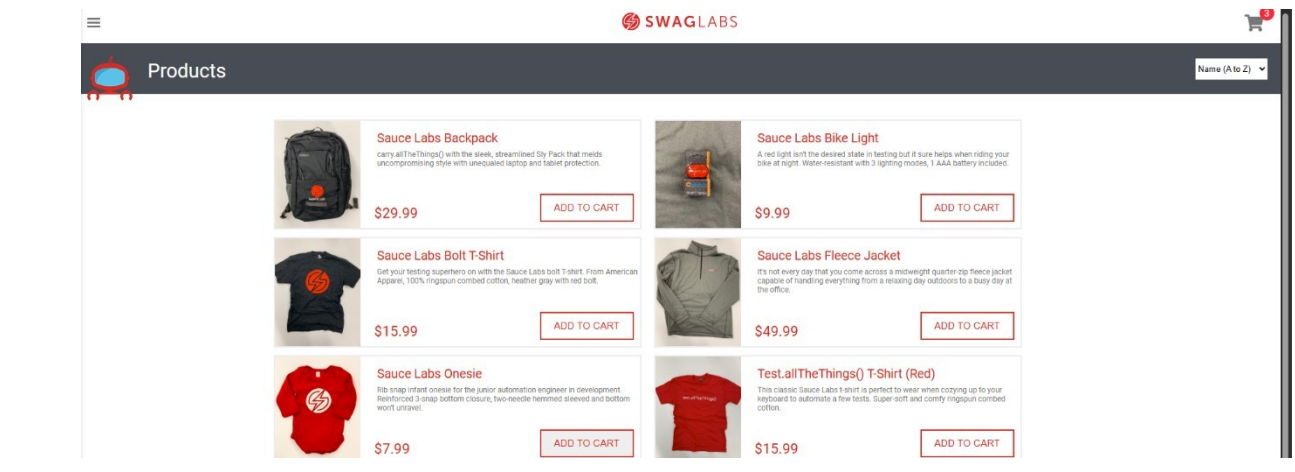 SWAGLABS
3
Products
Name (A to Z)
Sauce Labs Backpack
carry.allTheThings() with the sleek, streamlined Sly Pack that melds
uncompromising style with unequaled laptop and tablet protection.
$29.99
ADD TO CART
Sauce Labs Bike Light
A red light isn't the desired state in testing but it sure helps when riding your
bike at night. Water-resistant with 3 lighting modes, 1 AAA battery included.
$9.99
ADD TO CART
Sauce Labs Bolt T-Shirt
Get your testing superhero on with the Sauce Labs bolt T-shirt. From American
Apparel, 100% ringspun combed cotton, heather gray with red bolt.
$15.99
ADD TO CART
Sauce Labs Fleece Jacket
It's not every day that you come across a midweight quarter-zip fleece jacket
capable of handling everything from a relaxing day outdoors to a busy day at
the office.
$49.99
ADD TO CART
Sauce Labs Onesie
Rib snap infant onesie for the junior automation engineer in development.
Reinforced 3-snap bottom closure, two-needle hemmed sleeved and bottom
won't unravel.
$7.99
ADD TO CART
Test.allTheThings() T-Shirt (Red)
This classic Sauce Labs t-shirt is perfect to wear when cozying up to your
keyboard to automate a few tests. Super-soft and comfy ringspun combed
cotton.
$15.99
ADD TO CART